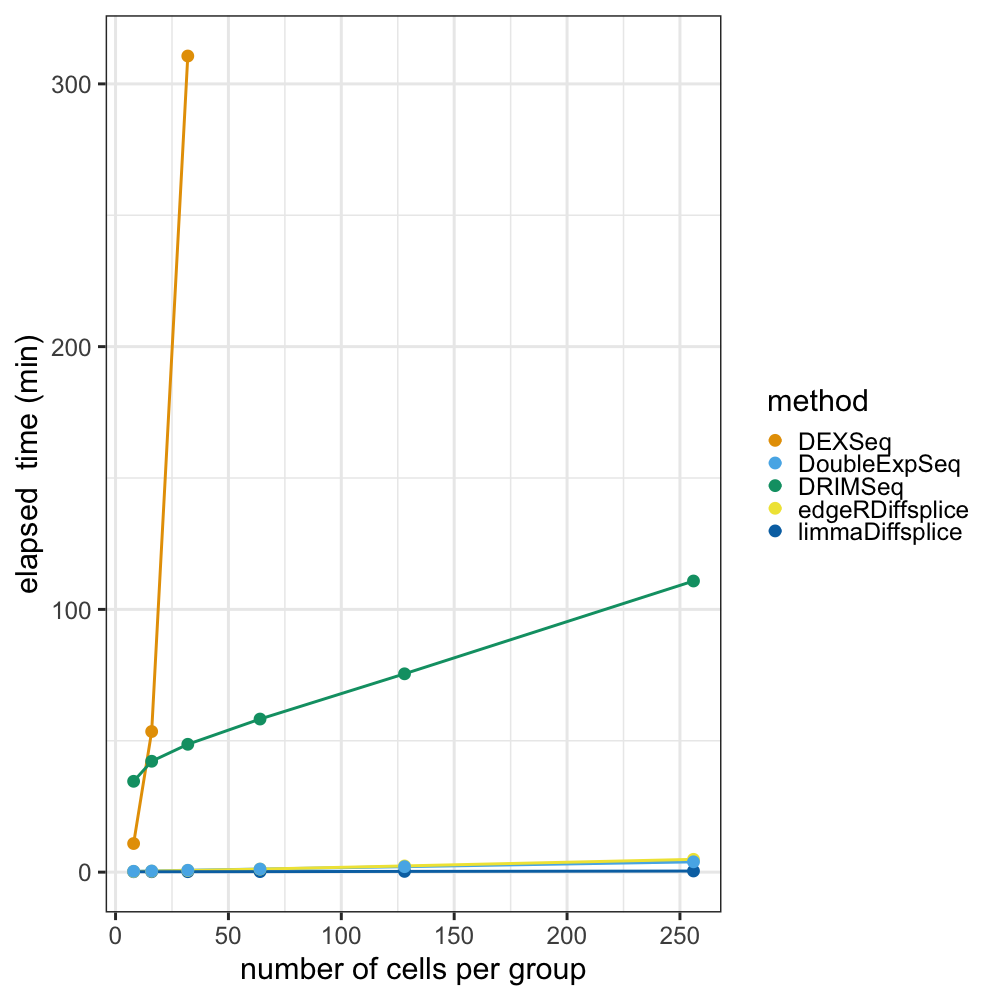 300
200
100
0
elapsed  time (min)
0 50 100 150 200 250
number of cells per group
method
DEXSeq
DoubleExpSeq
DRIMSeq
edgeRDiffsplice
limmaDiffsplice